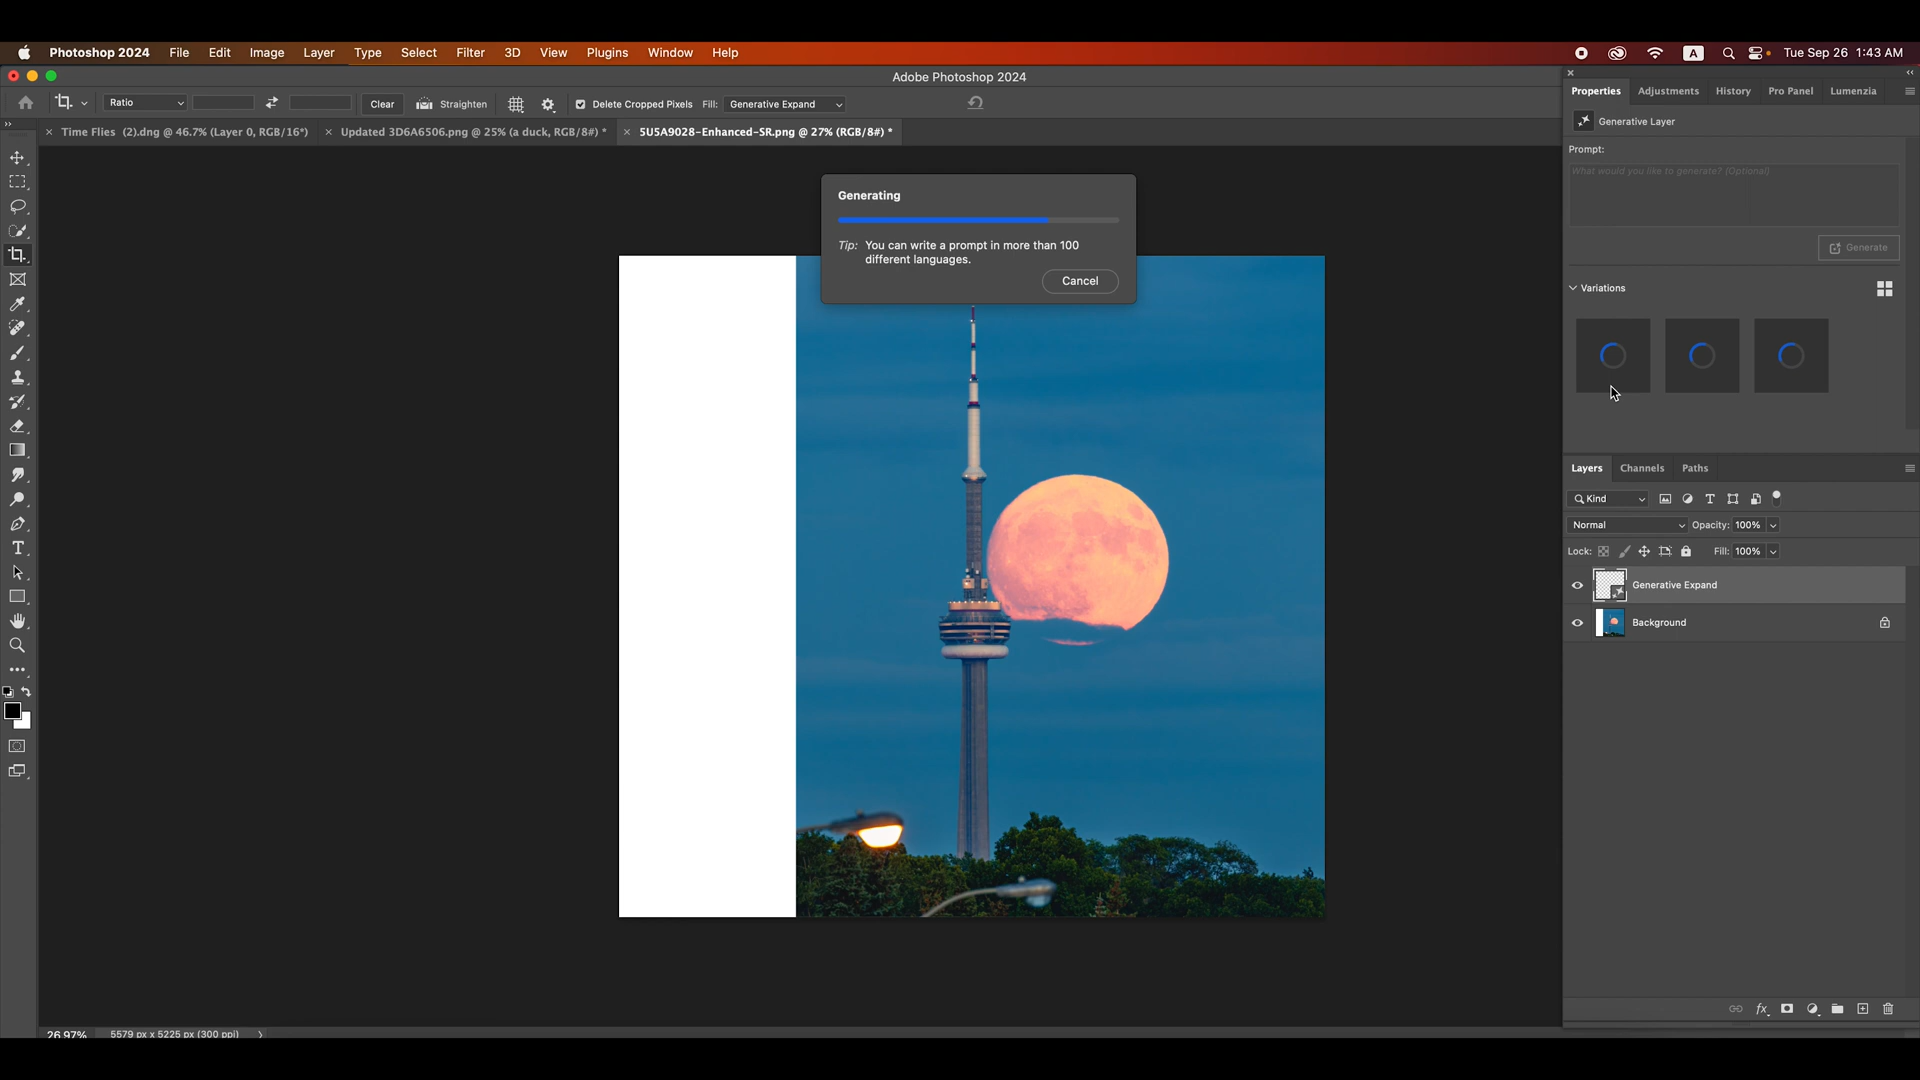 Photoshop 2024 File Edit Image Layer Type Select Filter 3D View Plugins Window Help A Tue Sep 26 1:43 AM
Adobe Photoshop 2024
Ratio Clear Straighten Delete Cropped Pixels Fill: Generative Expand
Time Flies (2).dng @ 46.7% (Layer 0, RGB/16*) Updated 3D6A6506.png @ 25% (a duck, RGB/8#) * 5U5A9028-Enhanced-SR.png @ 27% (RGB/8#) *
Generating
Tip: You can write a prompt in more than 100
different languages.
Cancel
Properties Adjustments History Pro Panel Lumenzia
Generative Layer
Prompt:
What would you like to generate? (Optional)
Generate
Variations
Layers Channels Paths
Kind
Normal Opacity: 100%
Lock: Fill: 100%
Generative Expand
Background
fx
26.97% 5579 px x 5225 px (300 ppi)